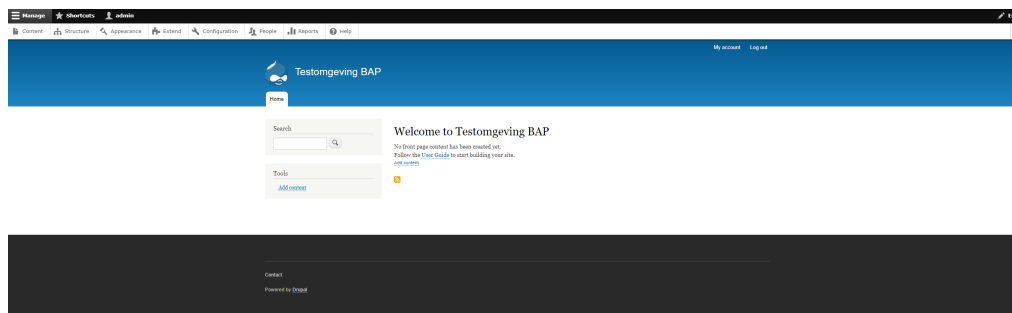 Manage Shortcuts admin
Content Structure Appearance Extend Configuration People Reports Help
My account Log out
Testomgeving BAP
Home
Search
Welcome to Testomgeving BAP
No front page content has been created yet.
Follow the User Guide to start building your site.
Add content
Tools
Add content
Contact
Powered by Drupal